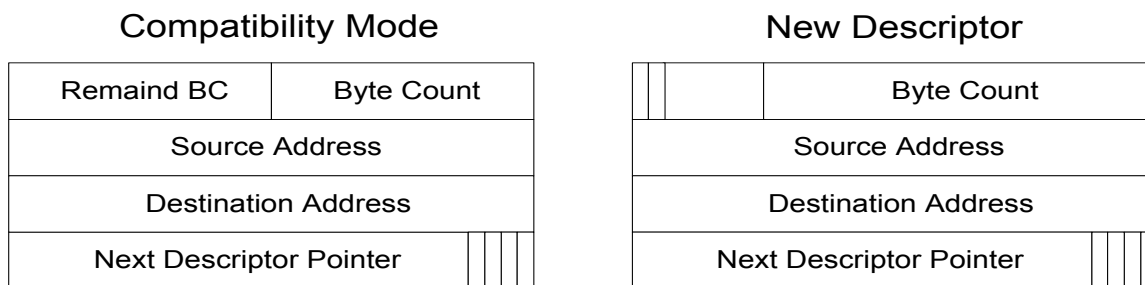 Compatibility Mode
New Descriptor
Remaind BC
Byte Count
Byte Count
Source Address
Source Address
Destination Address
Destination Address
Next Descriptor Pointer
Next Descriptor Pointer